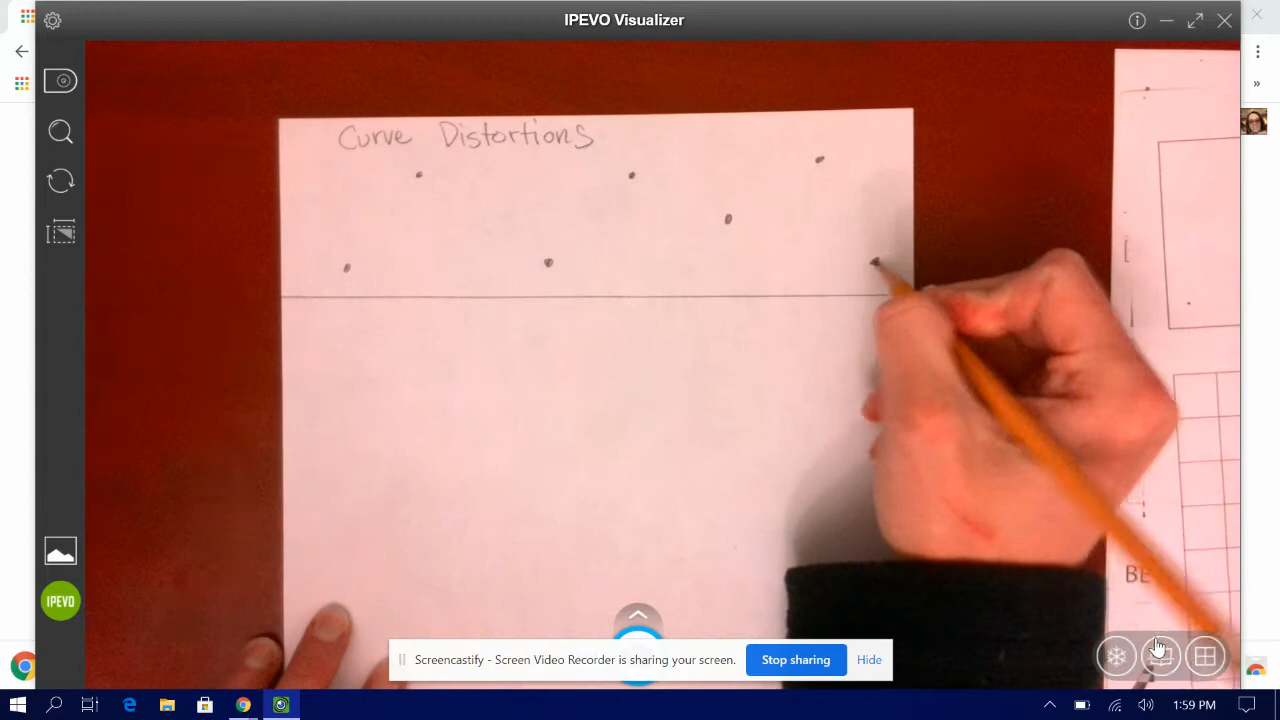 IPEVO Visualizer
»
Curve Distortions
BE
IPEVO
Screencastify - Screen Video Recorder is sharing your screen.
Stop sharing
Hide
1:59 PM